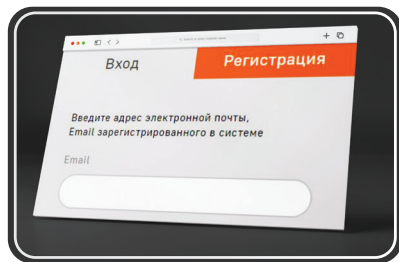 Вход
Регистрация
Введите адрес электронной почты,
Email зарегистрированного в системе
Email